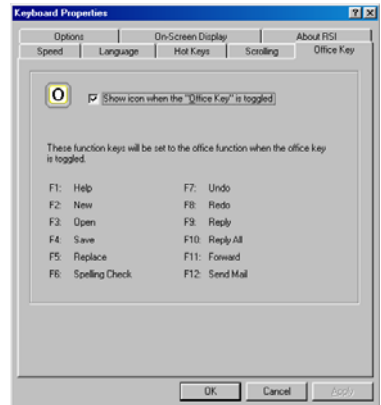 Keyboard Properties
Options On-Screen Display About RSI
Speed Language Hot Keys Scrolling Office Key
O
Show icon when the "Office Key" is toggled
These function keys will be set to the office function when the office key
is toggled.
F1: Help F7: Undo
F2: New F8: Redo
F3: Open F9: Reply
F4: Save F10: Reply All
F5: Replace F11: Forward
F6: Spelling Check F12: Send Mail
OK Cancel Apply